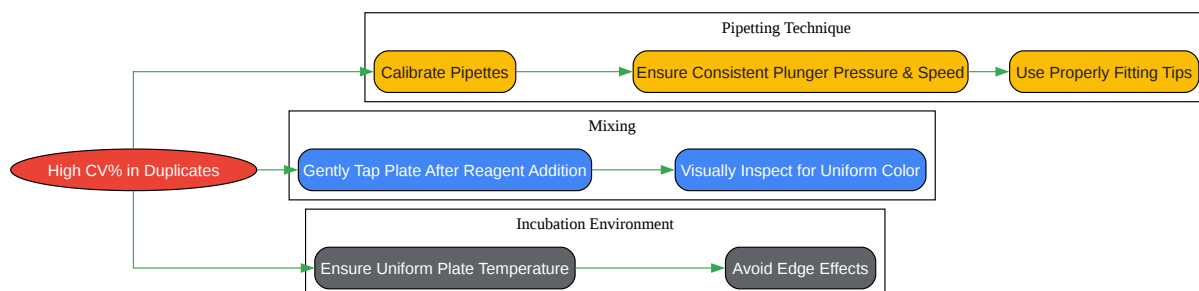 Pipetting Technique
Calibrate Pipettes
Ensure Consistent Plunger Pressure & Speed
Use Properly Fitting Tips
Mixing
High CV% in Duplicates
Gently Tap Plate After Reagent Addition
Visually Inspect for Uniform Color
Incubation Environment
Ensure Uniform Plate Temperature
Avoid Edge Effects